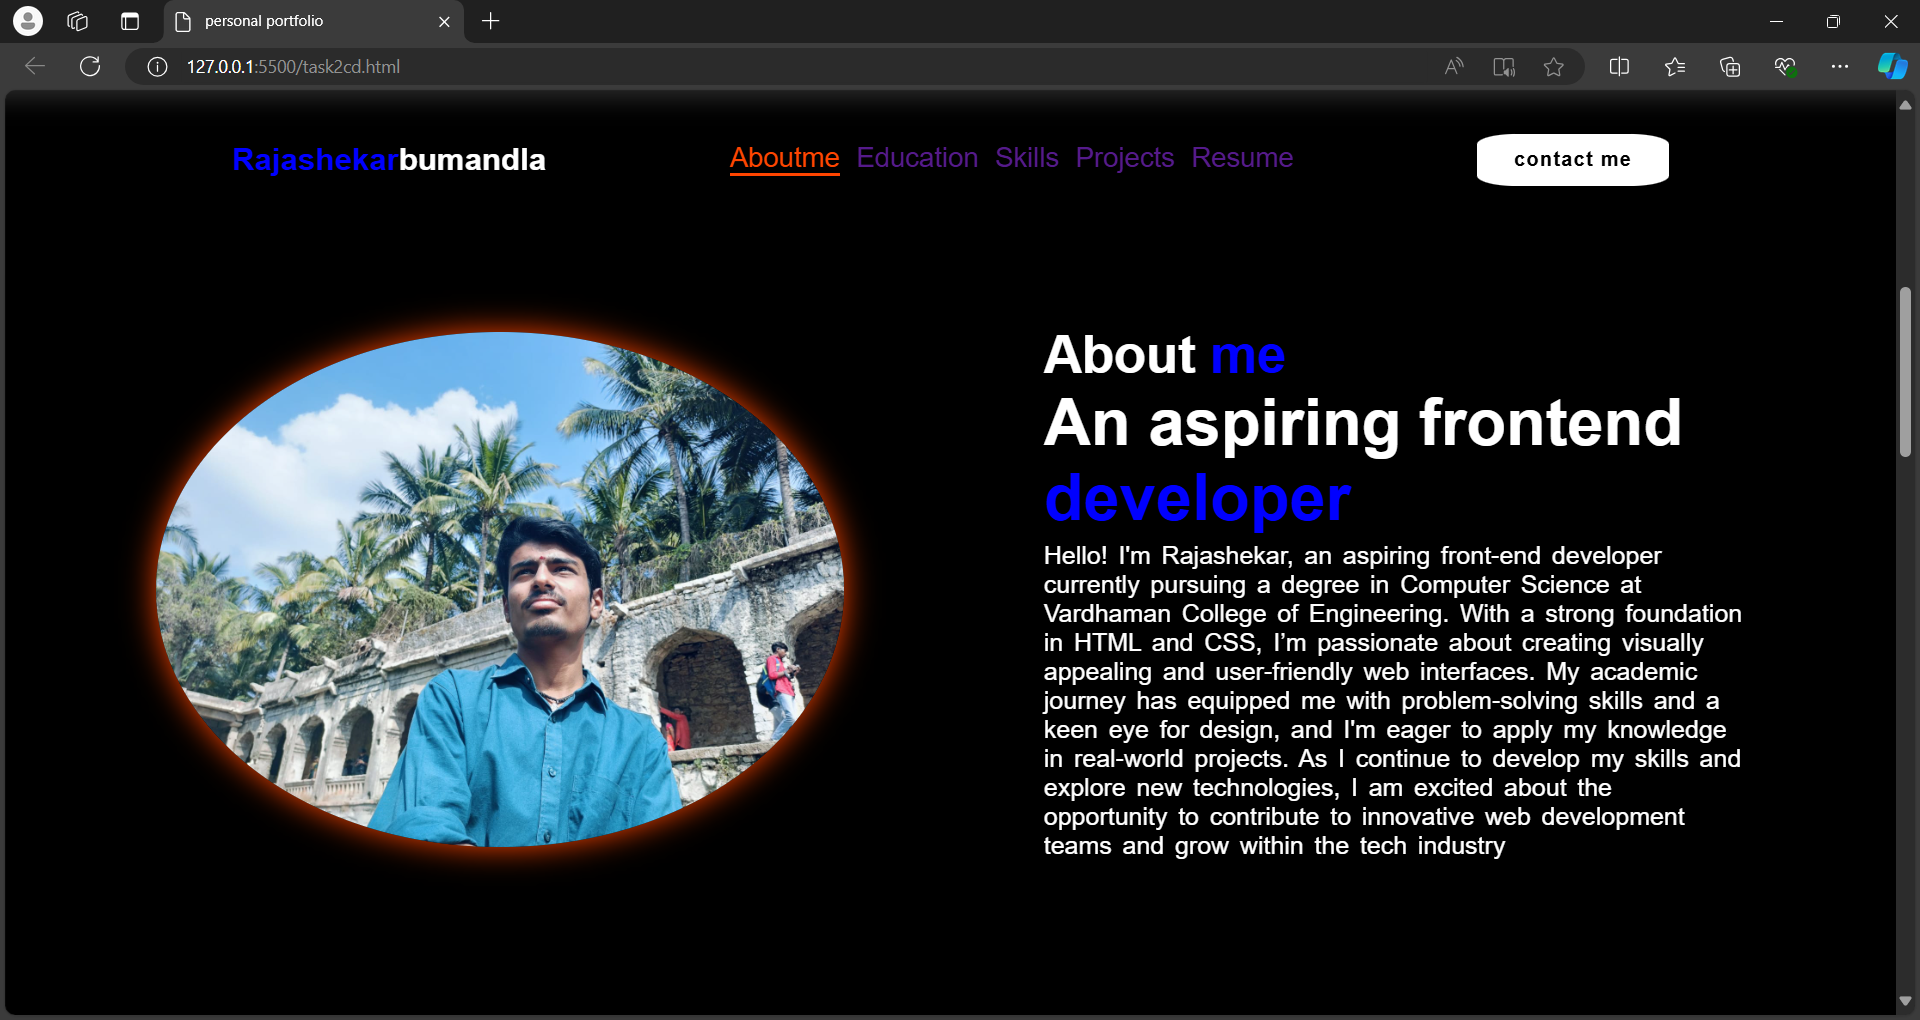 personal portfolio
127.0.0.1:5500/task2cd.html
Rajashekarbumandla
Aboutme Education Skills Projects Resume
contact me
About me
An aspiring frontend
developer
Hello! I'm Rajashekar, an aspiring front-end developer
currently pursuing a degree in Computer Science at
Vardhaman College of Engineering. With a strong foundation
in HTML and CSS, I’m passionate about creating visually
appealing and user-friendly web interfaces. My academic
journey has equipped me with problem-solving skills and a
keen eye for design, and I'm eager to apply my knowledge
in real-world projects. As I continue to develop my skills and
explore new technologies, I am excited about the
opportunity to contribute to innovative web development
teams and grow within the tech industry